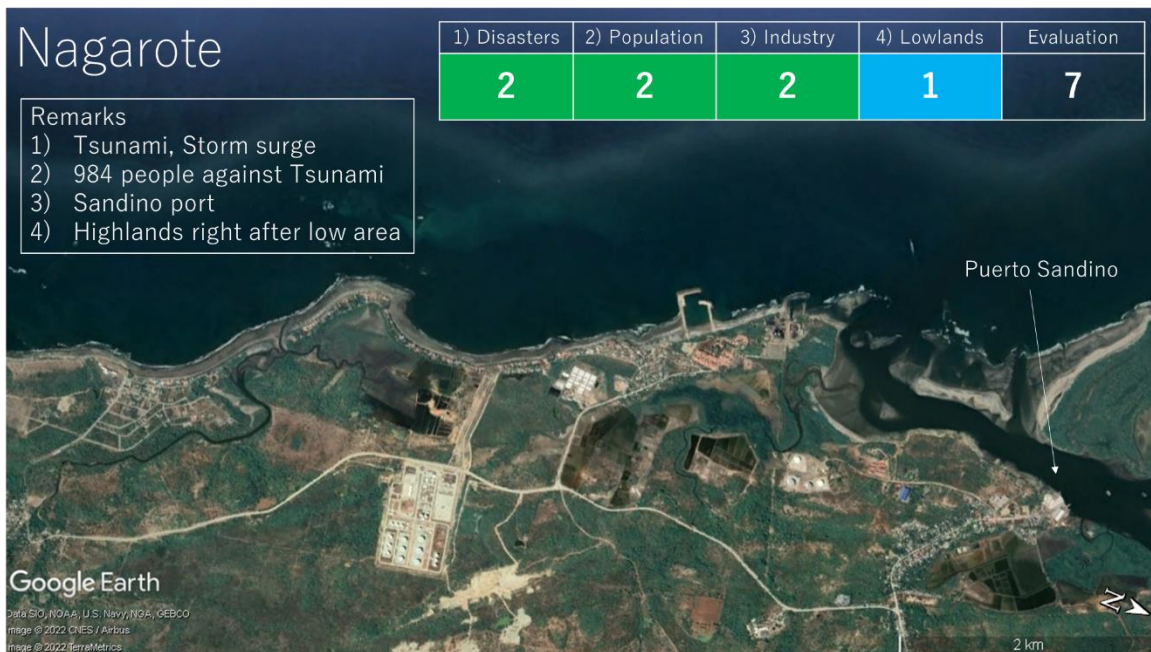 Nagarote
1) Disasters 2) Population 3) Industry 4) Lowlands Evaluation
2 2 2 1 7
Remarks
1) Tsunami, Storm surge
2) 984 people against Tsunami
3) Sandino port
4) Highlands right after low area
Puerto Sandino
Google Earth
Data SIO, NOAA, U.S. Navy, NGA, GEBCO
Image © 2022 CNES / Airbus
Image © 2022 TerraMetrics
N
2 km